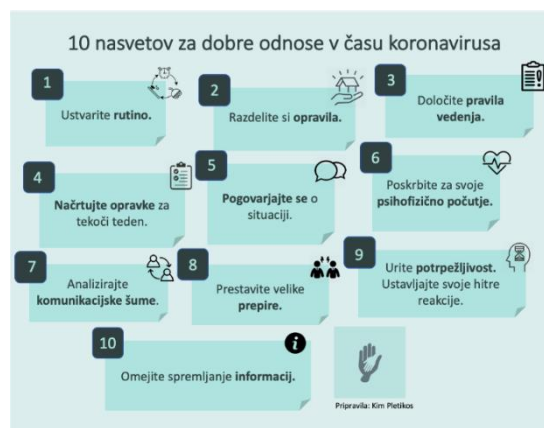 10 nasvetov za dobre odnose v času koronavirusa
1
Ustvarite rutino.
2
Razdelite si opravila.
3
Določite pravila
vedenja.
4
Načrtujte opravke za
tekoči teden.
5
Pogovarjajte se o
situaciji.
6
Poskrbite za svoje
psihofizično počutje.
7
Analizirajte
komunikacijske šume.
8
Prestavite velike
prepire.
9
Urite potrpežljivost.
Ustavljajte svoje hitre
reakcije.
10
Omejite spremljanje informacij.
Pripravila: Kim Pletikos